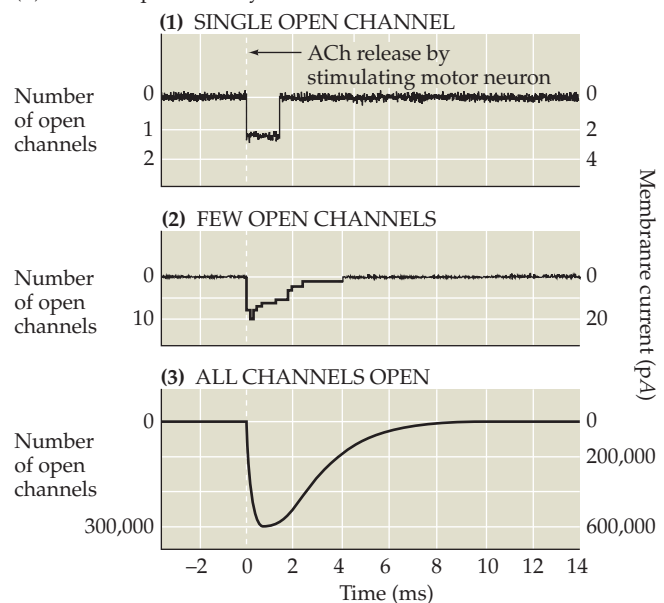 (1) SINGLE OPEN CHANNEL
ACh release by
stimulating motor neuron
Number
of open
channels
0
1
2
0
2
4
(2) FEW OPEN CHANNELS
Number
of open
channels
0
10
0
20
(3) ALL CHANNELS OPEN
Number
of open
channels
0
300,000
0
200,000
600,000
Membranre current (pA)
–2 0 2 4 6 8 10 12 14
Time (ms)